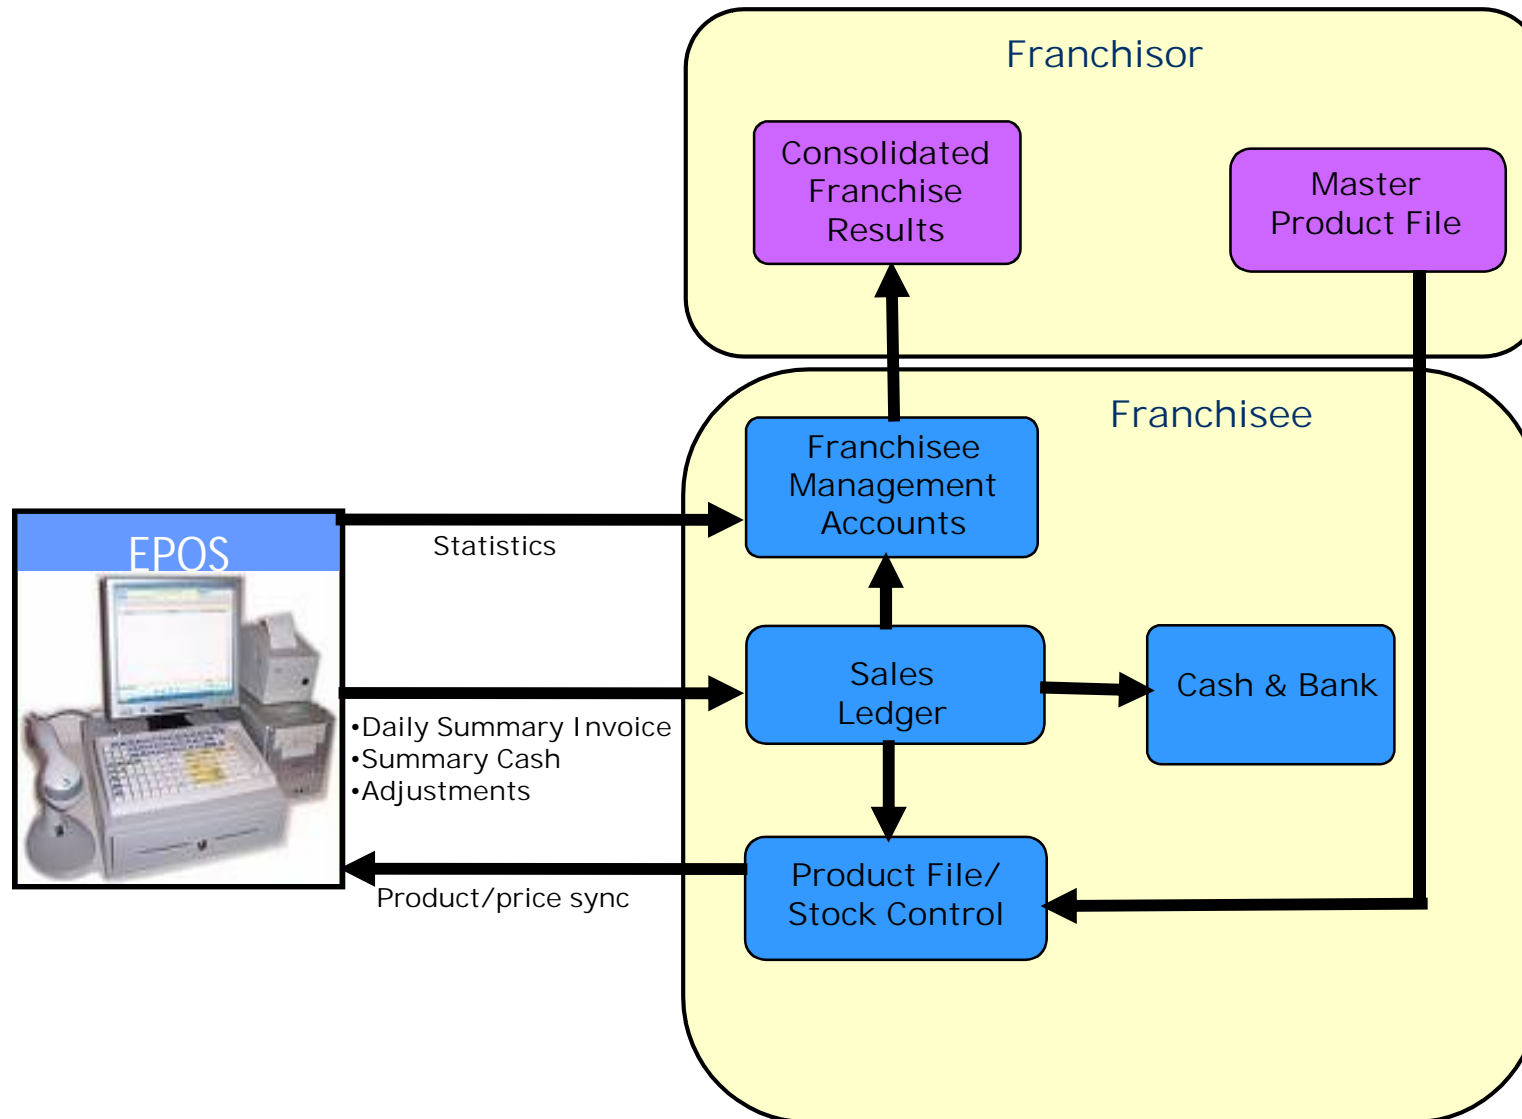 Franchisor
Consolidated
Franchise
Results
Master
Product File
Franchisee
Franchisee
Management
Accounts
EPOS
Statistics
Sales
Ledger
Cash & Bank
•Daily Summary Invoice
•Summary Cash
•Adjustments
Product File/
Stock Control
Product/price sync